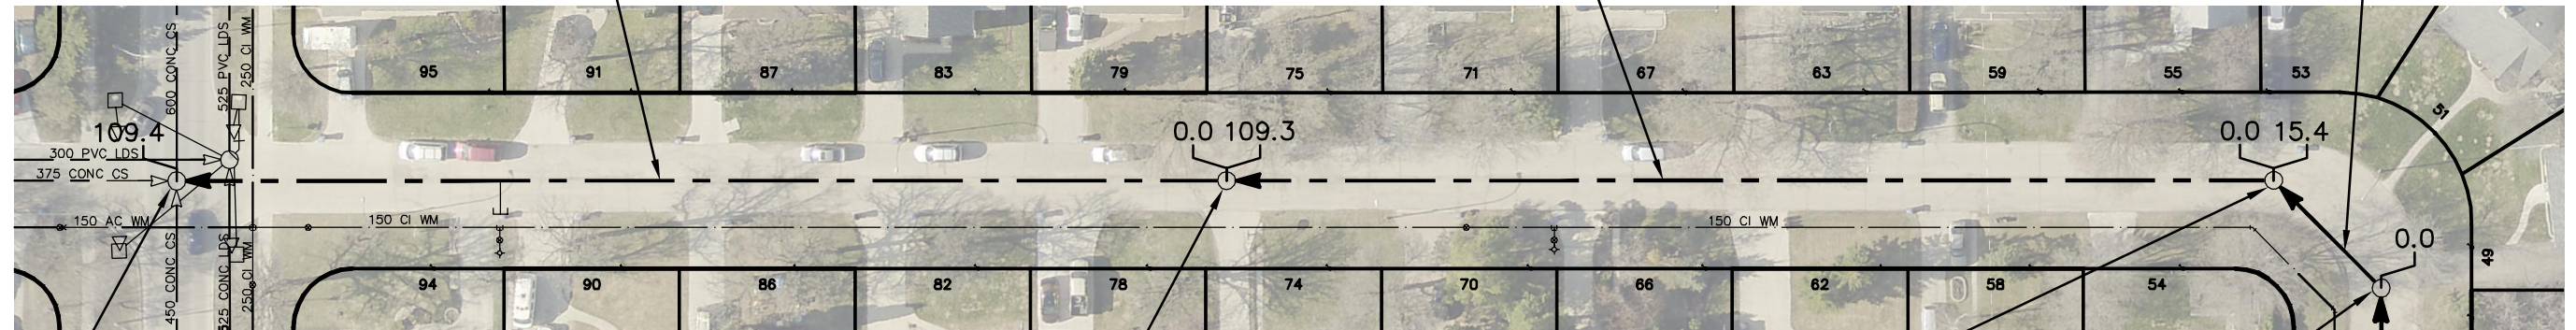 600 CONC CS
525 PVC LDS
250 CI WM
95
91
87
83
79
75
71
67
63
59
55
53
51
109.4
0.0 109.3
0.0 15.4
300 PVC LDS
375 CONC CS
150 AC WM
150 CI WM
150 CI WM
0.0
49
450 CONC CS
525 CONC LDS
250 CI WM
94
90
86
82
78
74
70
66
62
58
54